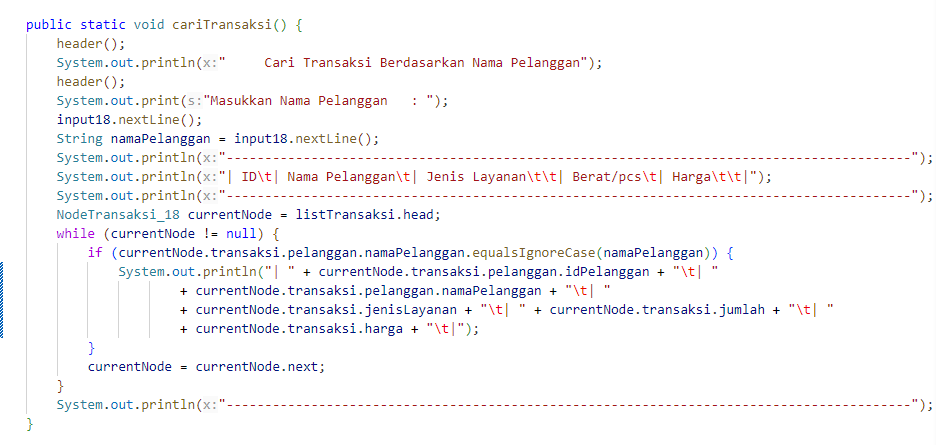 public static void cariTransaksi() {
    header();
    System.out.println(x:"     Cari Transaksi Berdasarkan Nama Pelanggan");
    header();
    System.out.print(s:"Masukkan Nama Pelanggan   : ");
    input18.nextLine();
    String namaPelanggan = input18.nextLine();
    System.out.println(x:"-----------------------------------------------------------------------------------------");
    System.out.println(x:"| ID\t| Nama Pelanggan\t| Jenis Layanan\t\t| Berat/pcs\t| Harga\t\t|");
    System.out.println(x:"-----------------------------------------------------------------------------------------");
    NodeTransaksi_18 currentNode = listTransaksi.head;
    while (currentNode != null) {
        if (currentNode.transaksi.pelanggan.namaPelanggan.equalsIgnoreCase(namaPelanggan)) {
            System.out.println("| " + currentNode.transaksi.pelanggan.idPelanggan + "\t| "
                    + currentNode.transaksi.pelanggan.namaPelanggan + "\t| "
                    + currentNode.transaksi.jenisLayanan + "\t| " + currentNode.transaksi.jumlah + "\t| "
                    + currentNode.transaksi.harga + "\t|");
        }
        currentNode = currentNode.next;
    }
    System.out.println(x:"-----------------------------------------------------------------------------------------");
}